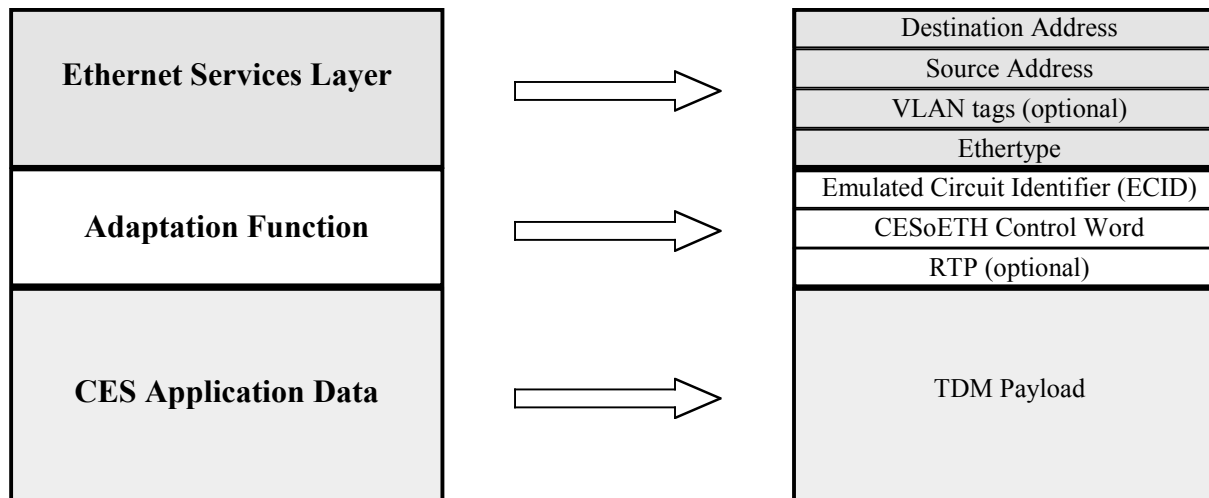 Ethernet Services Layer
Adaptation Function
CES Application Data
Destination Address
Source Address
VLAN tags (optional)
Ethertype
Emulated Circuit Identifier (ECID)
CESoETH Control Word
RTP (optional)
TDM Payload